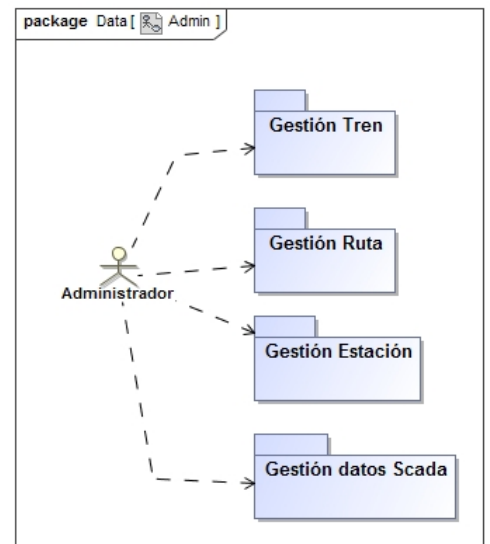 package Data [ Admin ]
Gestión Tren
Gestión Ruta
Administrador
Gestión Estación
Gestión datos Scada